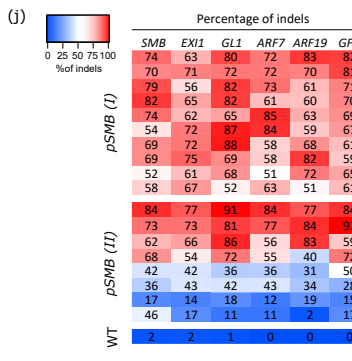 (j)
0 25 50 75 100
% of indels
Percentage of indels
SMB EXI1 GL1 ARF7 ARF19
pSMB (I)
74 63 80 72 83
70 71 72 72 70
79 56 82 73 61
82 65 82 61 60
74 62 65 85 63
54 72 87 84 59
69 72 88 58 68
69 75 69 58 82
52 61 68 51 72
58 67 52 63 51
pSMB (II)
84 77 91 84 77
73 73 81 77 84
62 66 86 56 83
68 54 72 55 40
42 42 36 36 31 50
36 43 42 43 34
17 14 18 12 19
46 17 11 11 2
WT
2 2 1 0 0 0